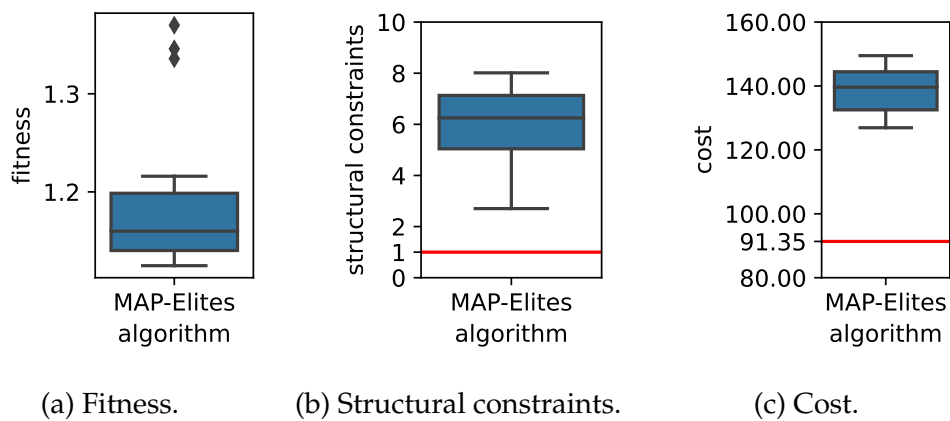 fitness
1.3
1.2
MAP-Elites
algorithm
(a) Fitness.
structural constraints
10
8
6
4
2
1
0
MAP-Elites
algorithm
(b) Structural constraints.
cost
160.00
140.00
120.00
100.00
91.35
80.00
MAP-Elites
algorithm
(c) Cost.